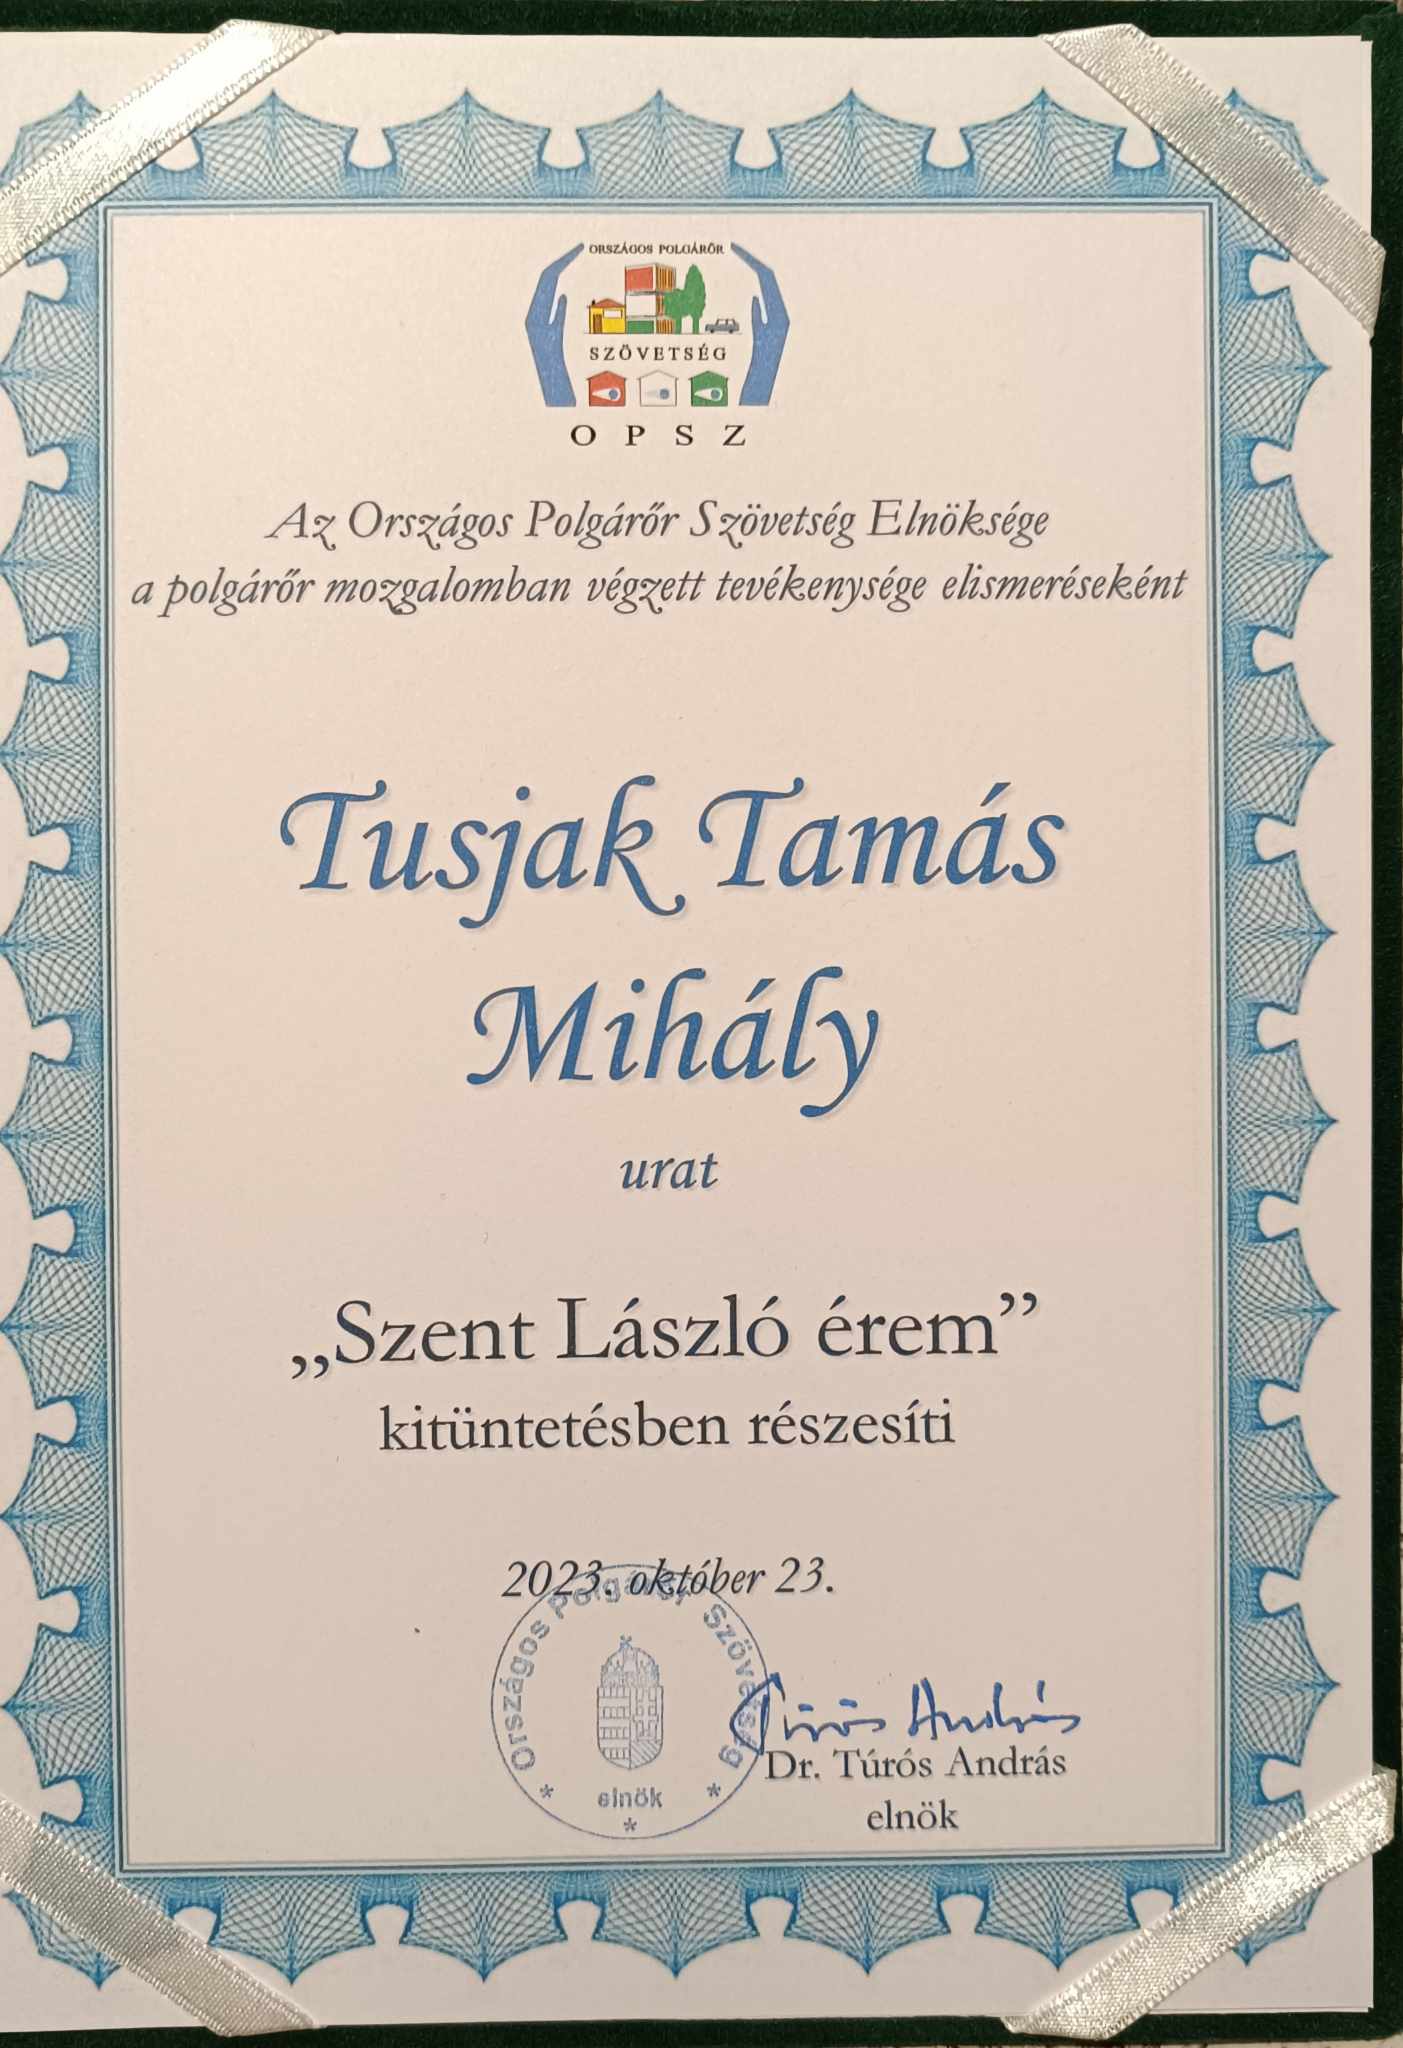 ORSZÁGOS POLGÁRŐR
SZÖVETSÉG
O P S Z
Az Országos Polgárőr Szövetség Elnöksége
a polgárőr mozgalomban végzett tevékenysége elismeréseként
Tusjak Tamás
Mihály
urat
„Szent László érem”
kitüntetésben részesíti
2023. október 23.
Országos Polgárőr Szövetség
elnök
Túrós András
Dr. Túrós András
elnök